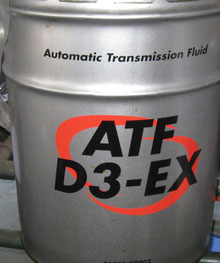 Automatic Transmission Fluid
ATF
D3-EX